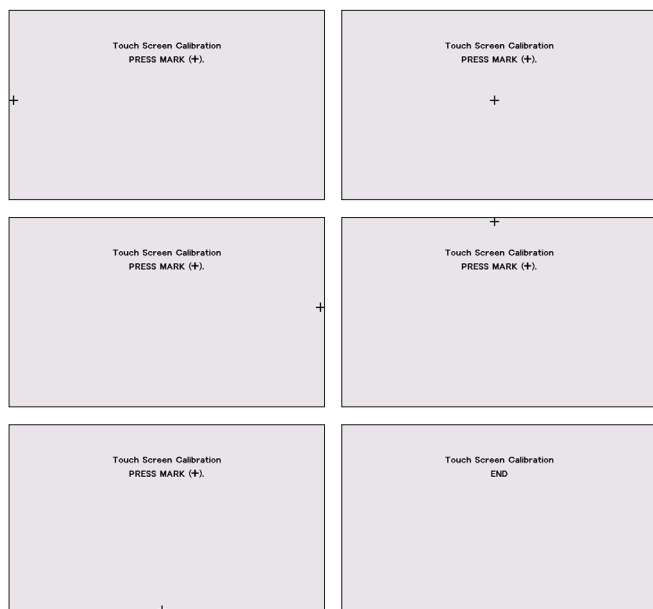 Touch Screen Calibration
PRESS MARK (+).
+
Touch Screen Calibration
PRESS MARK (+).
+
Touch Screen Calibration
PRESS MARK (+).
+
+
Touch Screen Calibration
PRESS MARK (+).
Touch Screen Calibration
PRESS MARK (+).
+
Touch Screen Calibration
END